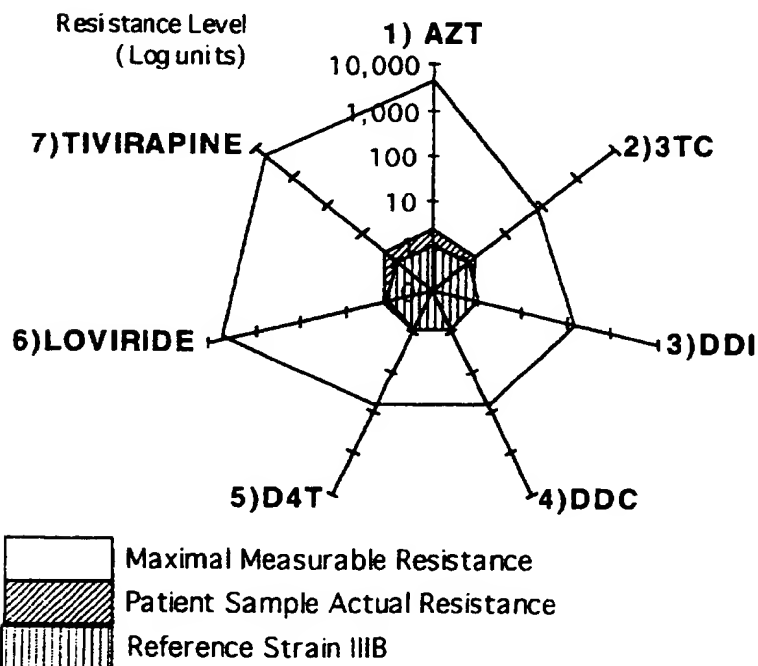 Resistance Level
(Log units)
1) AZT
10,000
1,000
100
10
7)TIVIRAPINE
2)3TC
6)LOVIRIDE
3)DDI
5)D4T
4)DDC
Maximal Measurable Resistance
Patient Sample Actual Resistance
Reference Strain IIIB